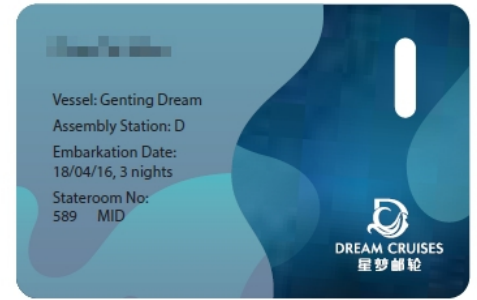 Vessel: Genting Dream
Assembly Station: D
Embarkation Date:
18/04/16, 3 nights
Stateroom No:
589 MID
DREAM CRUISES
星梦邮轮